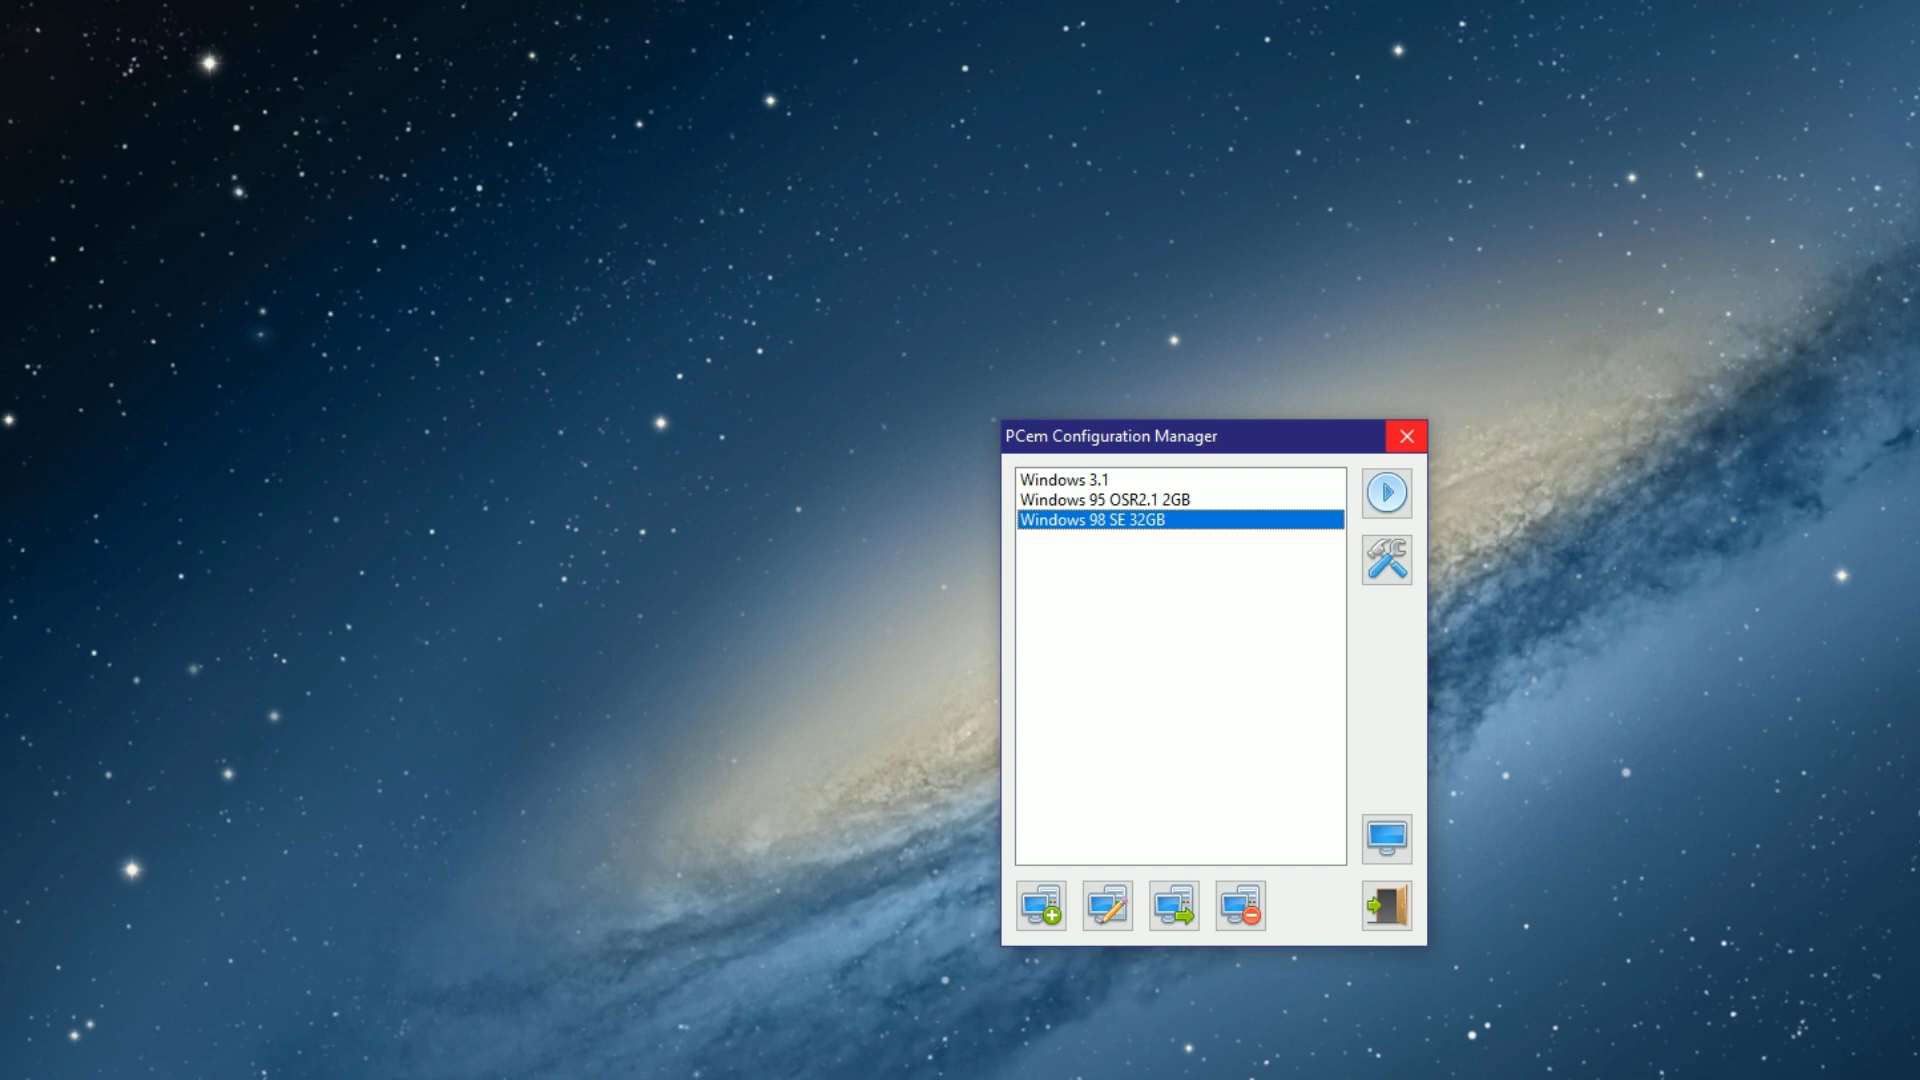 PCem Configuration Manager
Windows 3.1
Windows 95 OSR2.1 2GB
Windows 98 SE 32GB